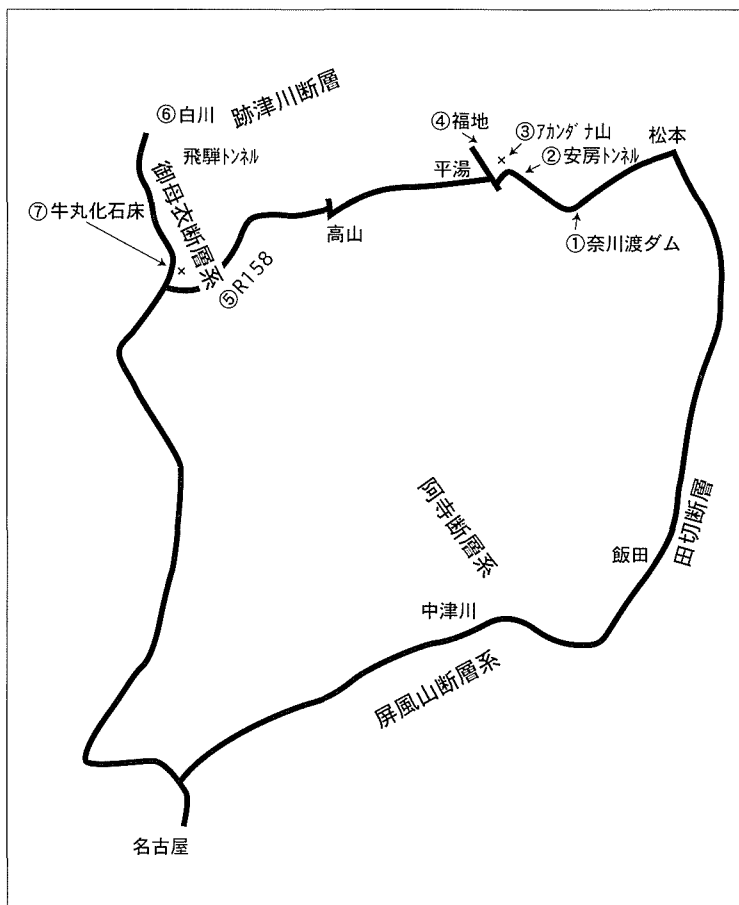 ⑥白川
跡津川断層
飛騨トンネル
④福地
③アカンダナ山
②安房トンネル
松本
平湯
御母衣断層系
⑦牛丸化石床
高山
①奈川渡ダム
⑤R158
阿寺断層系
飯田
田切断層
中津川
屏風山断層系
名古屋